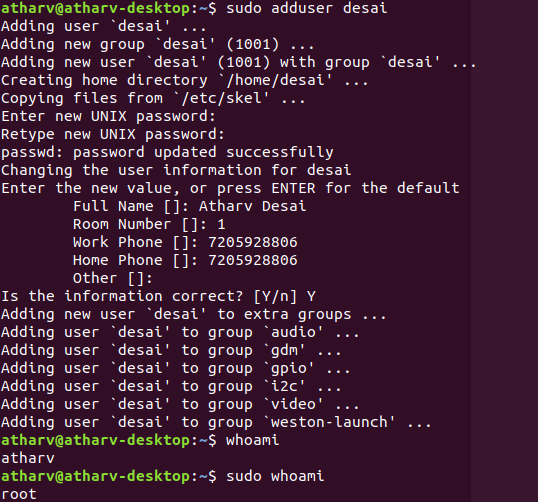 atharv@atharv-desktop:~$ sudo adduser desai
Adding user `desai' ...
Adding new group `desai' (1001) ...
Adding new user `desai' (1001) with group `desai' ...
Creating home directory `/home/desai' ...
Copying files from `/etc/skel' ...
Enter new UNIX password:
Retype new UNIX password:
passwd: password updated successfully
Changing the user information for desai
Enter the new value, or press ENTER for the default
        Full Name []: Atharv Desai
        Room Number []: 1
        Work Phone []: 7205928806
        Home Phone []: 7205928806
        Other []:
Is the information correct? [Y/n] Y
Adding new user `desai' to extra groups ...
Adding user `desai' to group `audio' ...
Adding user `desai' to group `gdm' ...
Adding user `desai' to group `gpio' ...
Adding user `desai' to group `i2c' ...
Adding user `desai' to group `video' ...
Adding user `desai' to group `weston-launch' ...
atharv@atharv-desktop:~$ whoami
atharv
atharv@atharv-desktop:~$ sudo whoami
root